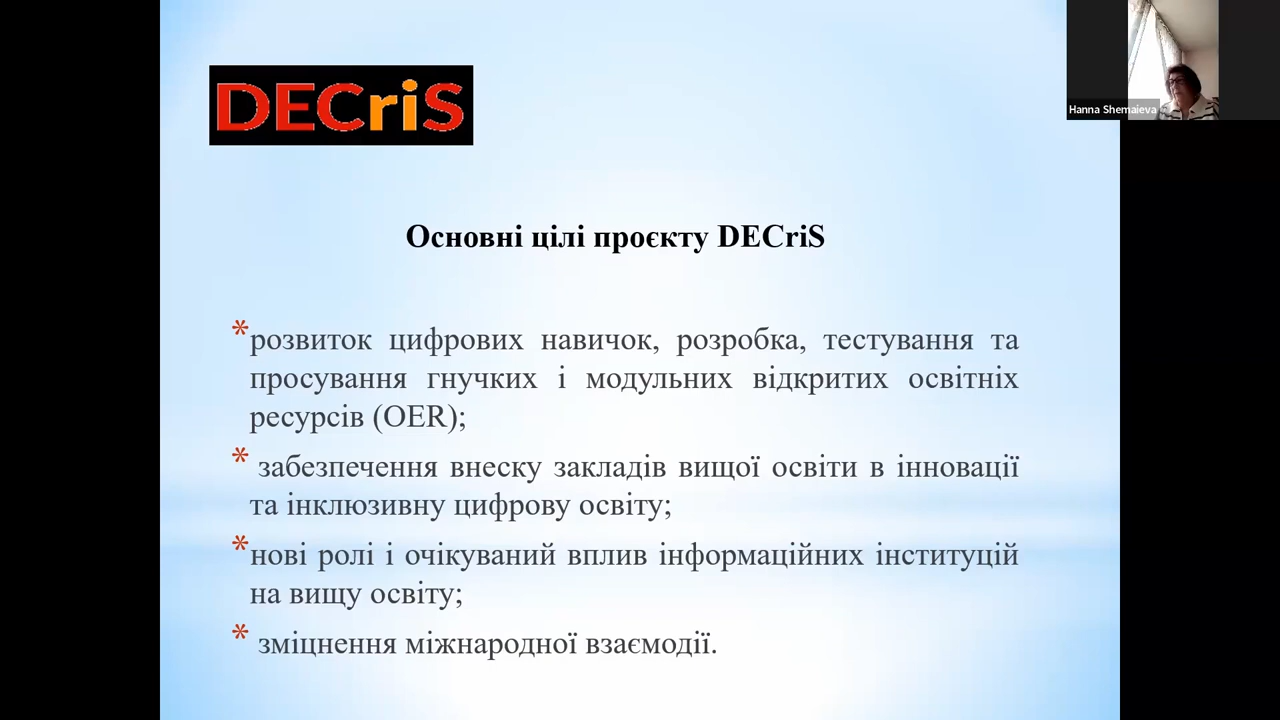 DECriS
Hanna Shemaieva
Основні цілі проєкту DECriS
* розвиток цифрових навичок, розробка, тестування та
просування гнучких і модульних відкритих освітніх
ресурсів (OER);
* забезпечення внеску закладів вищої освіти в інновації
та інклюзивну цифрову освіту;
* нові ролі і очікуваний вплив інформаційних інституцій
на вищу освіту;
* зміцнення міжнародної взаємодії.